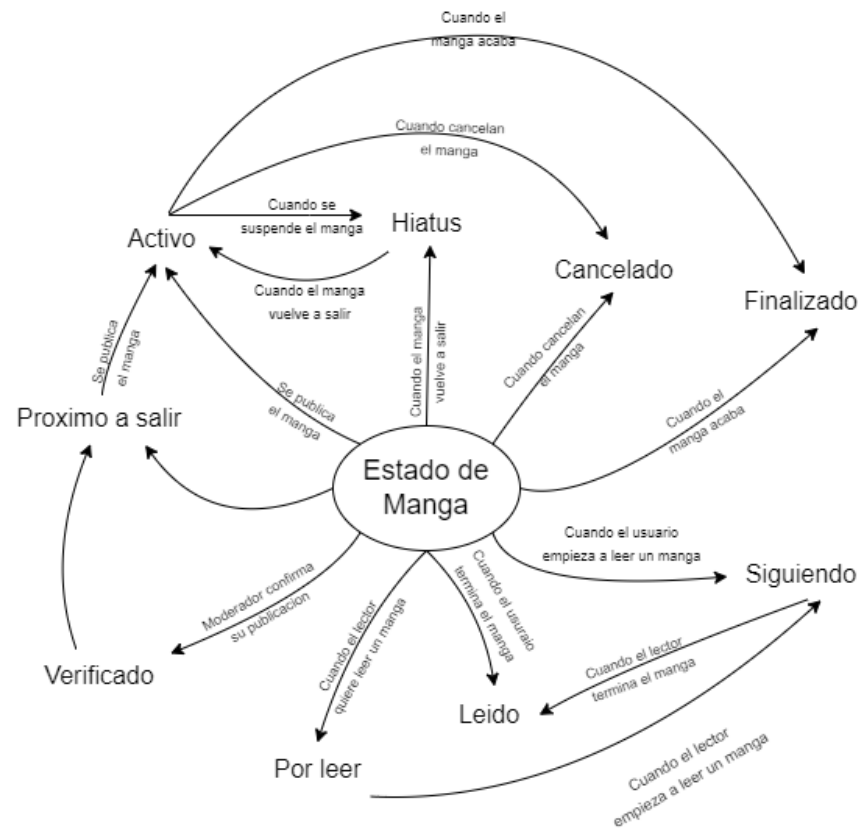 Cuando el
manga acaba
Cuando cancelan
el manga
Cuando se
suspende el manga
Hiatus
Activo
Cancelado
Cuando el manga
vuelve a salir
Finalizado
Se publica
el manga
Cuando el manga
vuelve a salir
Cuando cancelan
el manga
Se publica
el manga
Cuando el
manga acaba
Proximo a salir
Estado de
Manga
Cuando el usuario
empieza a leer un manga
Siguiendo
Moderador confirma
su publicacion
Cuando el usuraio
termina el manga
Cuando el lector
quiere leer un manga
Cuando el lector
termina el manga
Verificado
Leido
Por leer
Cuando el lector
empieza a leer un manga